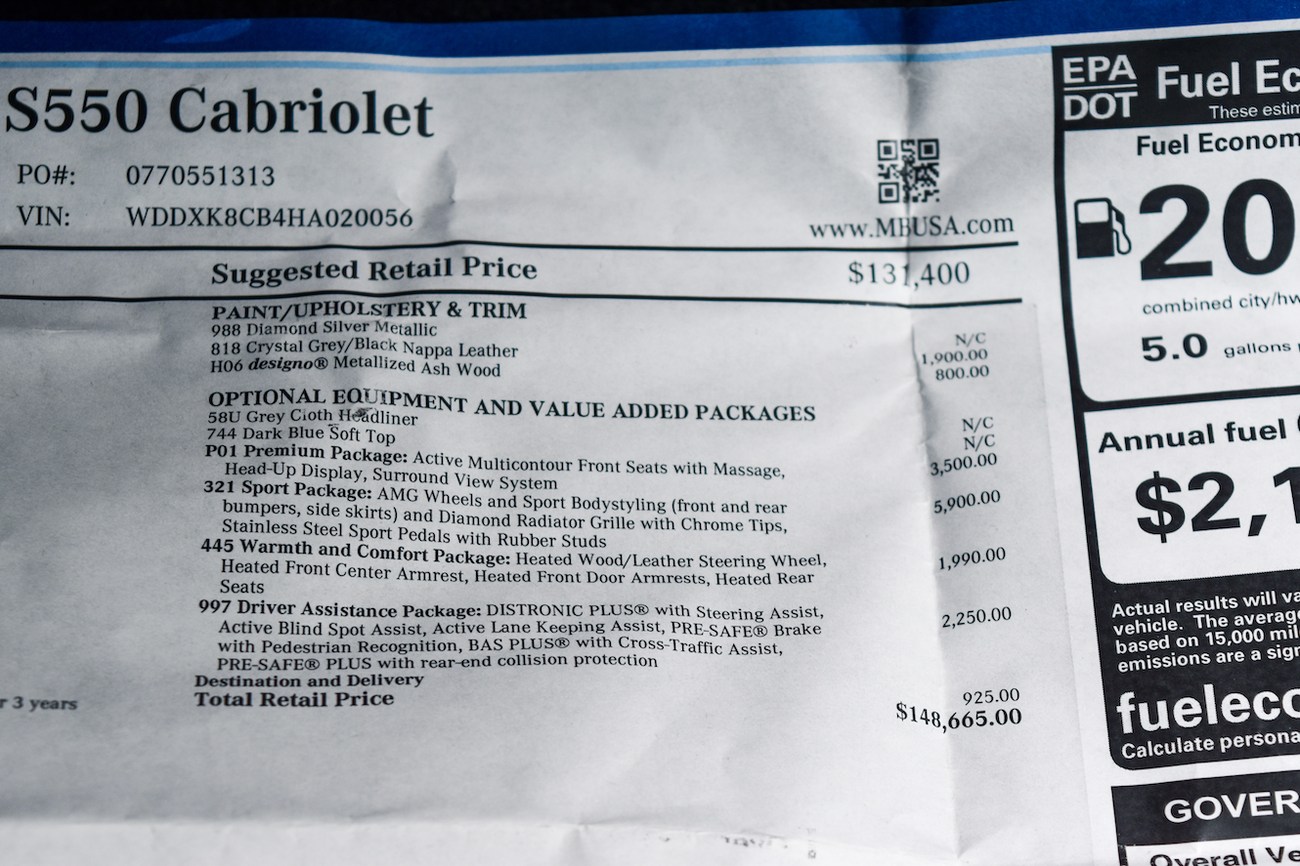 S550 Cabriolet
PO#: 0770551313
VIN: WDDXK8CB4HA020056
www.MBUSA.com
Suggested Retail Price $131,400
PAINT/UPHOLSTERY & TRIM
988 Diamond Silver Metallic N/C
818 Crystal Grey/Black Nappa Leather 1,900.00
H06 designo® Metallized Ash Wood 800.00
OPTIONAL EQUIPMENT AND VALUE ADDED PACKAGES
58U Grey Cloth Headliner N/C
744 Dark Blue Soft Top N/C
P01 Premium Package: Active Multicontour Front Seats with Massage, 3,500.00
Head-Up Display, Surround View System
321 Sport Package: AMG Wheels and Sport Bodystyling (front and rear 5,900.00
bumpers, side skirts) and Diamond Radiator Grille with Chrome Tips,
Stainless Steel Sport Pedals with Rubber Studs
445 Warmth and Comfort Package: Heated Wood/Leather Steering Wheel, 1,990.00
Heated Front Center Armrest, Heated Front Door Armrests, Heated Rear
Seats
997 Driver Assistance Package: DISTRONIC PLUS® with Steering Assist, 2,250.00
Active Blind Spot Assist, Active Lane Keeping Assist, PRE-SAFE® Brake
with Pedestrian Recognition, BAS PLUS® with Cross-Traffic Assist,
PRE-SAFE® PLUS with rear-end collision protection
Destination and Delivery 925.00
Total Retail Price $148,665.00
r 3 years
EPA
DOT
Fuel Ec
These estim
Fuel Econom
20
combined city/hw
5.0 gallons
Annual fuel
$2,1
Actual results will va
vehicle. The average
based on 15,000 mil
emissions are a sign
fueleco
Calculate persona
GOVER
Overall Ve